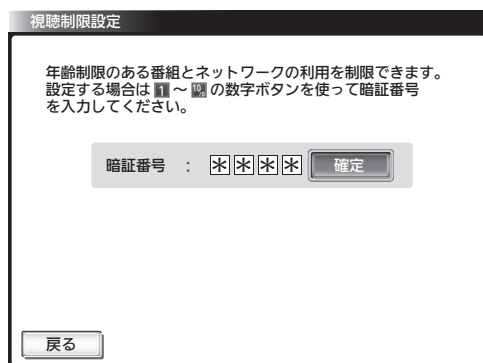 視聴制限設定
年齢制限のある番組とネットワークの利用を制限できます。
設定する場合は 1 ～ 10 の数字ボタンを使って暗証番号
を入力してください。
暗証番号 : ＊＊＊＊ 確定
戻る